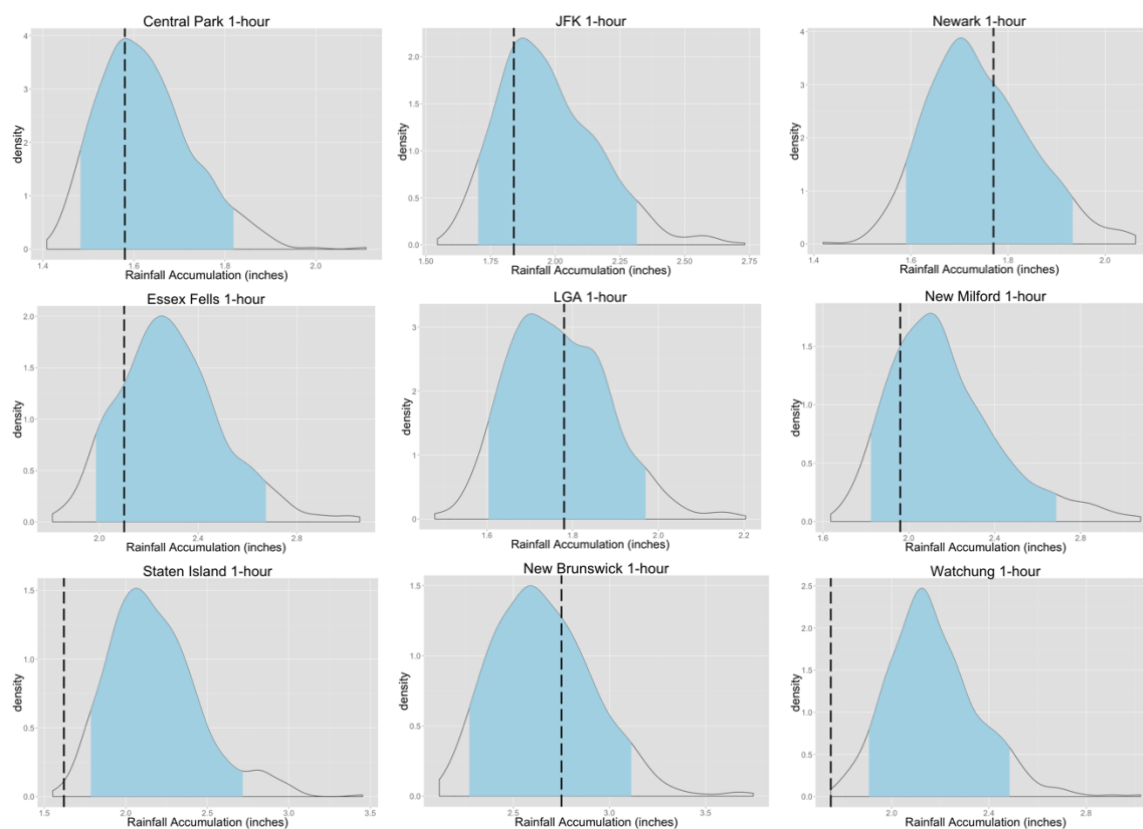 Central Park 1-hour
density
4
3
2
1
0
1.4 1.6 1.8 2.0
Rainfall Accumulation (inches)
JFK 1-hour
density
2.0
1.5
1.0
0.5
0.0
1.50 1.75 2.00 2.25 2.50 2.75
Rainfall Accumulation (inches)
Newark 1-hour
density
4
3
2
1
0
1.4 1.6 1.8 2.0
Rainfall Accumulation (inches)
Essex Fells 1-hour
density
2.0
1.5
1.0
0.5
0.0
2.0 2.4 2.8
Rainfall Accumulation (inches)
LGA 1-hour
density
3
2
1
0
1.6 1.8 2.0 2.2
Rainfall Accumulation (inches)
New Milford 1-hour
density
1.5
1.0
0.5
0.0
1.6 2.0 2.4 2.8
Rainfall Accumulation (inches)
Staten Island 1-hour
density
1.5
1.0
0.5
0.0
1.5 2.0 2.5 3.0 3.5
Rainfall Accumulation (inches)
New Brunswick 1-hour
density
1.5
1.0
0.5
0.0
2.5 3.0 3.5
Rainfall Accumulation (inches)
Watchung 1-hour
density
2.5
2.0
1.5
1.0
0.5
0.0
2.0 2.4 2.8
Rainfall Accumulation (inches)